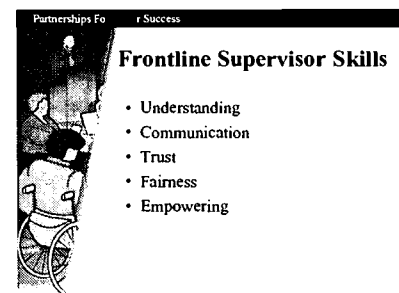 Partnerships Fo r Success
Frontline Supervisor Skills
• Understanding
• Communication
• Trust
• Fairness
• Empowering